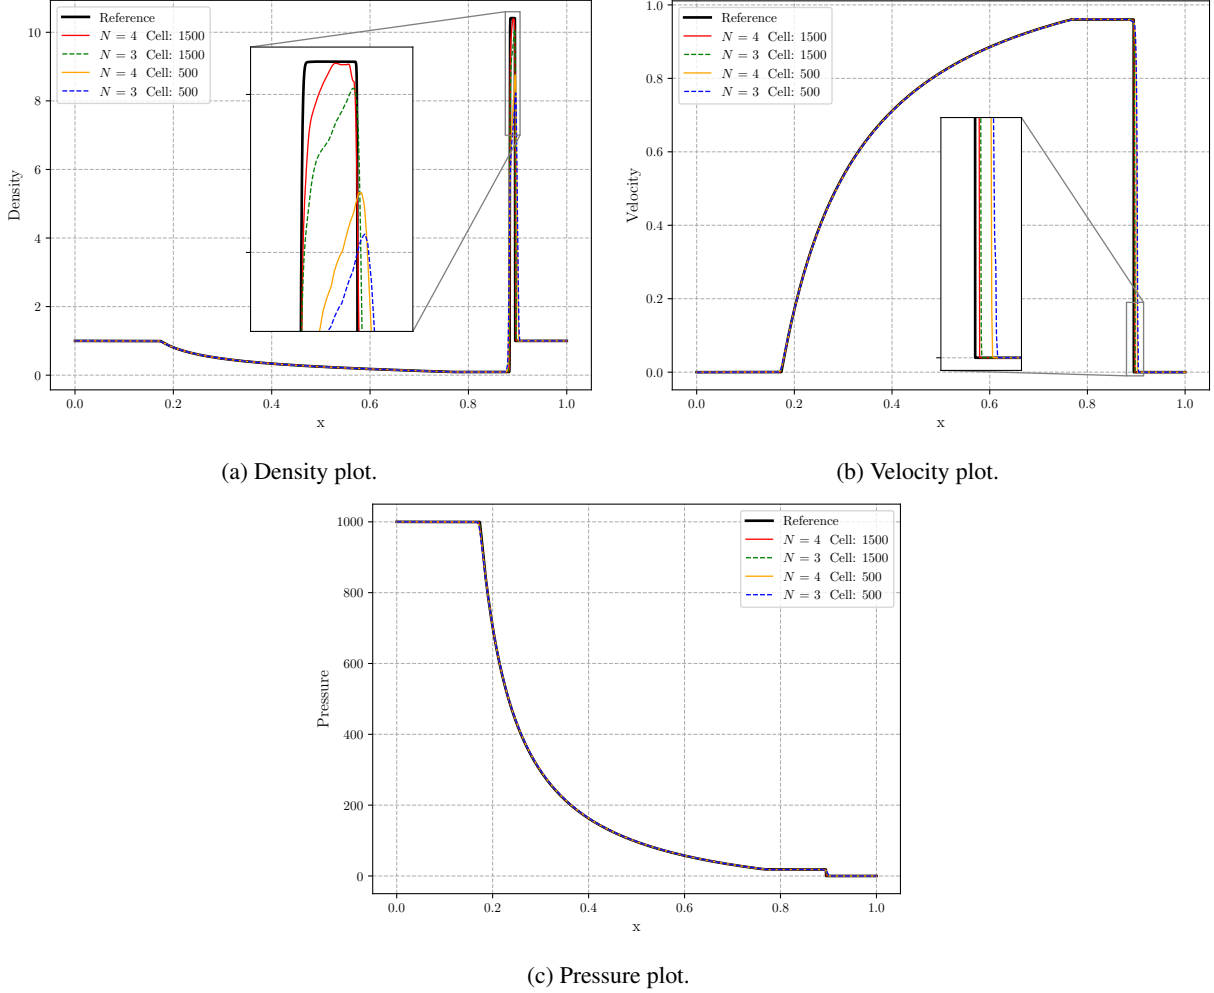 Reference
N = 4 Cell: 1500
N = 3 Cell: 1500
N = 4 Cell: 500
N = 3 Cell: 500
Density
10
8
6
4
2
0
0.0 0.2 0.4 0.6 0.8 1.0
x
(a) Density plot.
Reference
N = 4 Cell: 1500
N = 3 Cell: 1500
N = 4 Cell: 500
N = 3 Cell: 500
Velocity
1.0
0.8
0.6
0.4
0.2
0.0
0.0 0.2 0.4 0.6 0.8 1.0
x
(b) Velocity plot.
Reference
N = 4 Cell: 1500
N = 3 Cell: 1500
N = 4 Cell: 500
N = 3 Cell: 500
Pressure
1000
800
600
400
200
0
0.0 0.2 0.4 0.6 0.8 1.0
x
(c) Pressure plot.